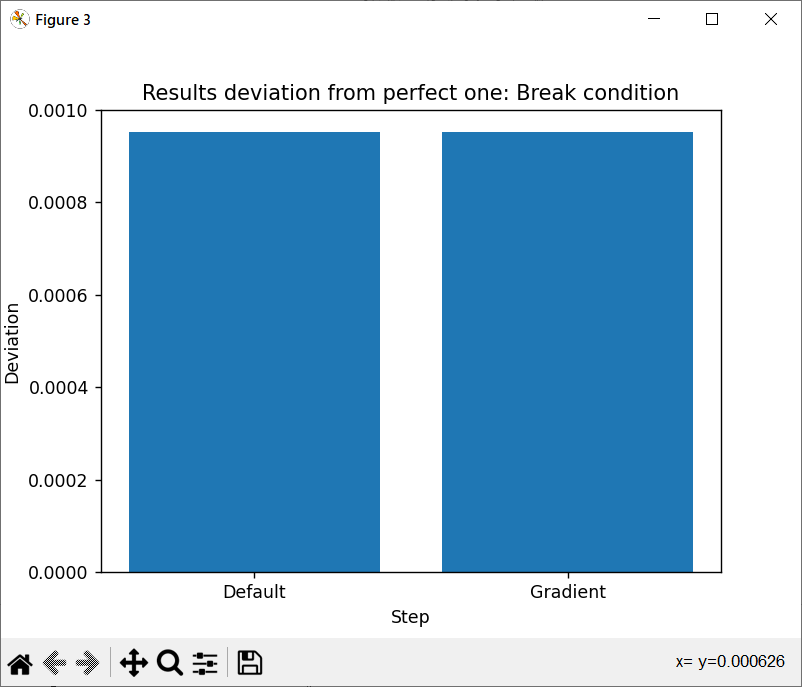 Figure 3
Results deviation from perfect one: Break condition
0.0010
0.0008
0.0006
0.0004
0.0002
0.0000
Deviation
Default
Gradient
Step
x= y=0.000626